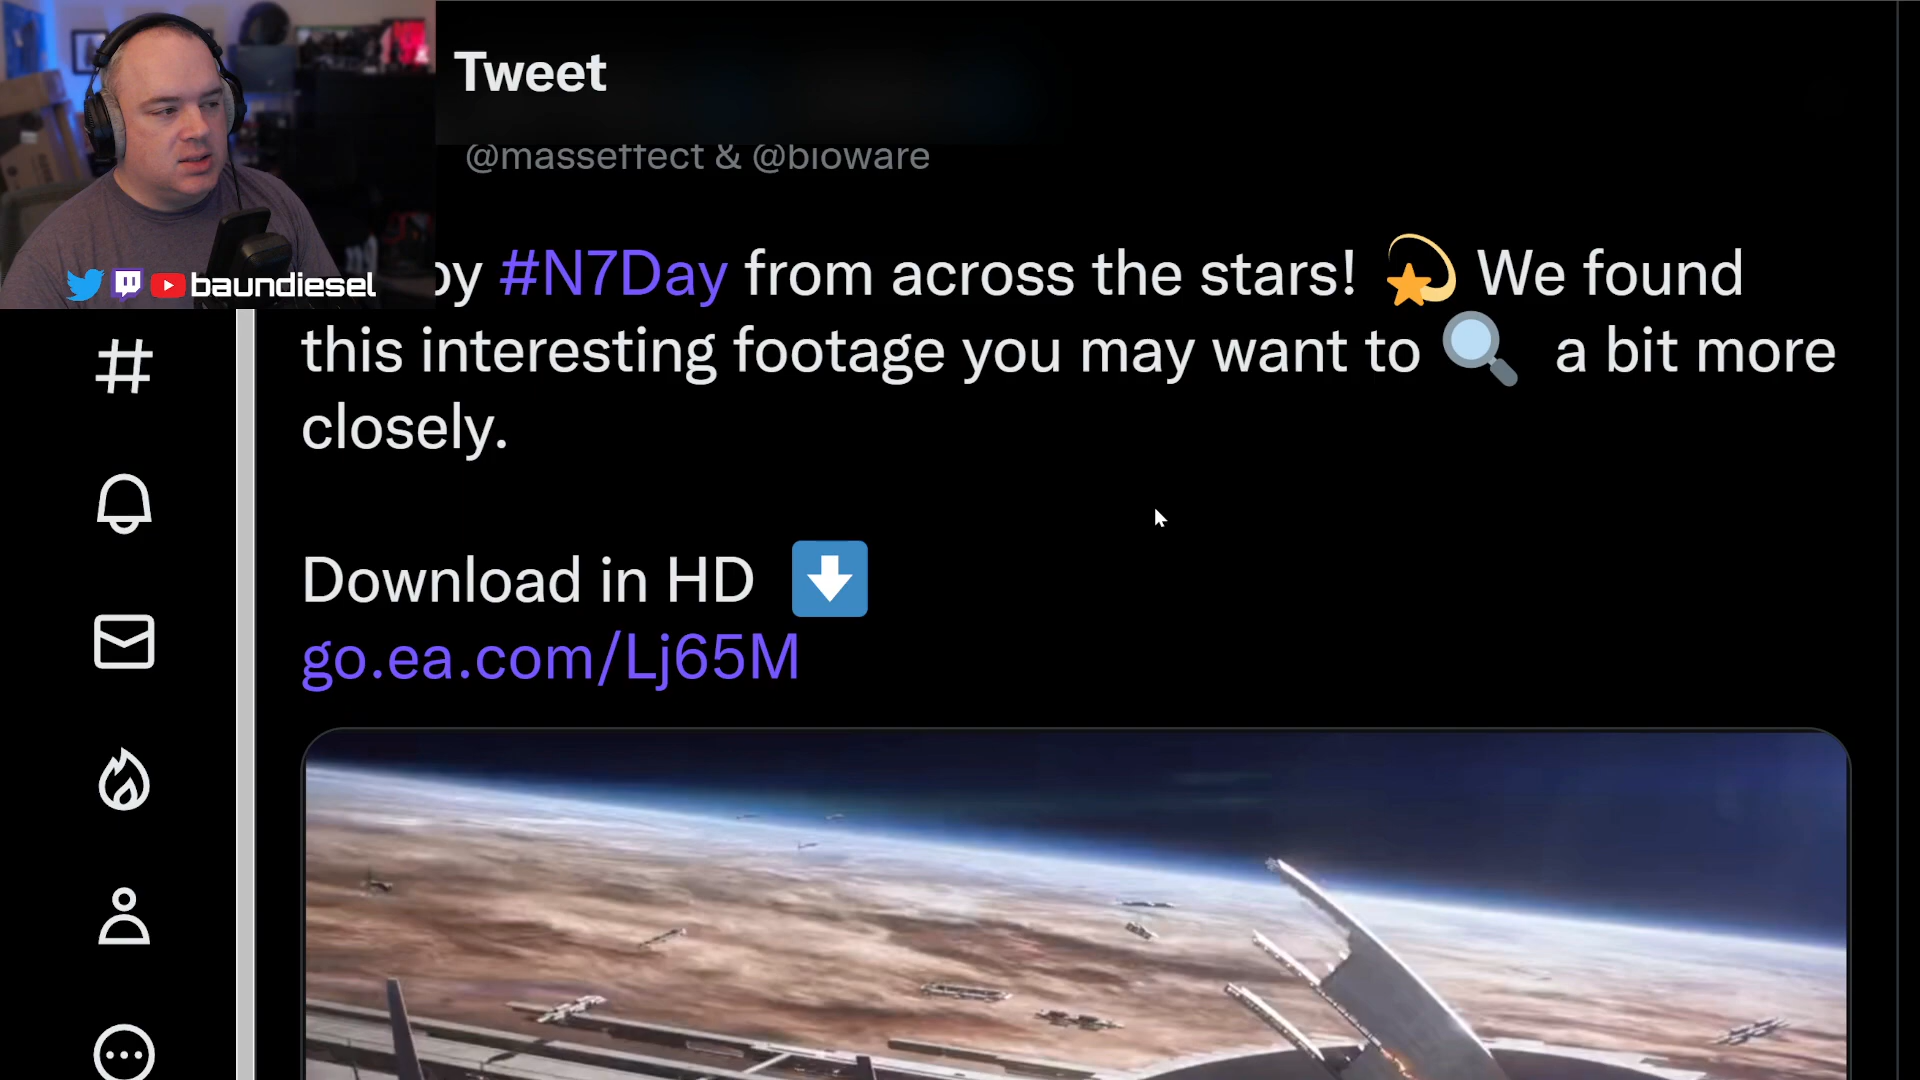 Tweet
@masseffect & @bioware
by #N7Day from across the stars! 💫 We found
this interesting footage you may want to 🔍 a bit more
closely.
Download in HD ⬇️
go.ea.com/Lj65M
baundiesel